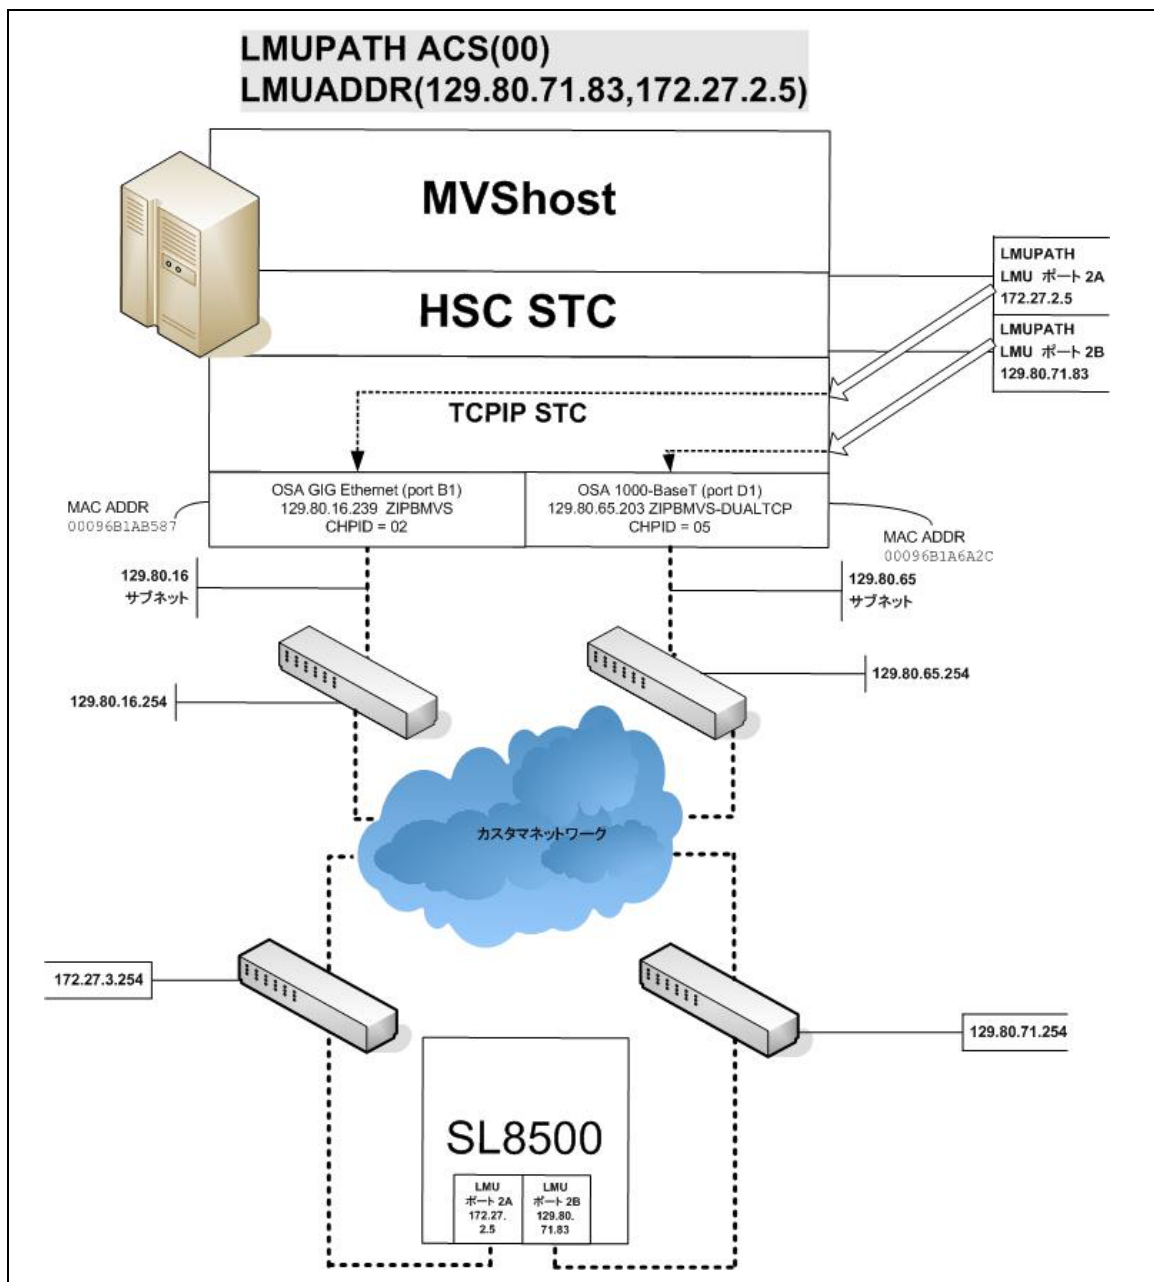 LMUPATH ACS(00)
LMUADDR(129.80.71.83,172.27.2.5)
MVShost
HSC STC
LMUPATH
LMU ポート 2A
172.27.2.5
LMUPATH
LMU ポート 2B
129.80.71.83
TCPIP STC
OSA GIG Ethernet (port B1)
129.80.16.239 ZIPBMVS
CHPID = 02
OSA 1000-BaseT (port D1)
129.80.65.203 ZIPBMVS-DUALTCP
CHPID = 05
MAC ADDR
00096B1AB587
MAC ADDR
00096B1A6A2C
129.80.16
サブネット
129.80.65
サブネット
129.80.16.254
129.80.65.254
カスタマネットワーク
172.27.3.254
129.80.71.254
SL8500
LMU
ポート 2A
172.27.
2.5
LMU
ポート 2B
129.80.
71.83